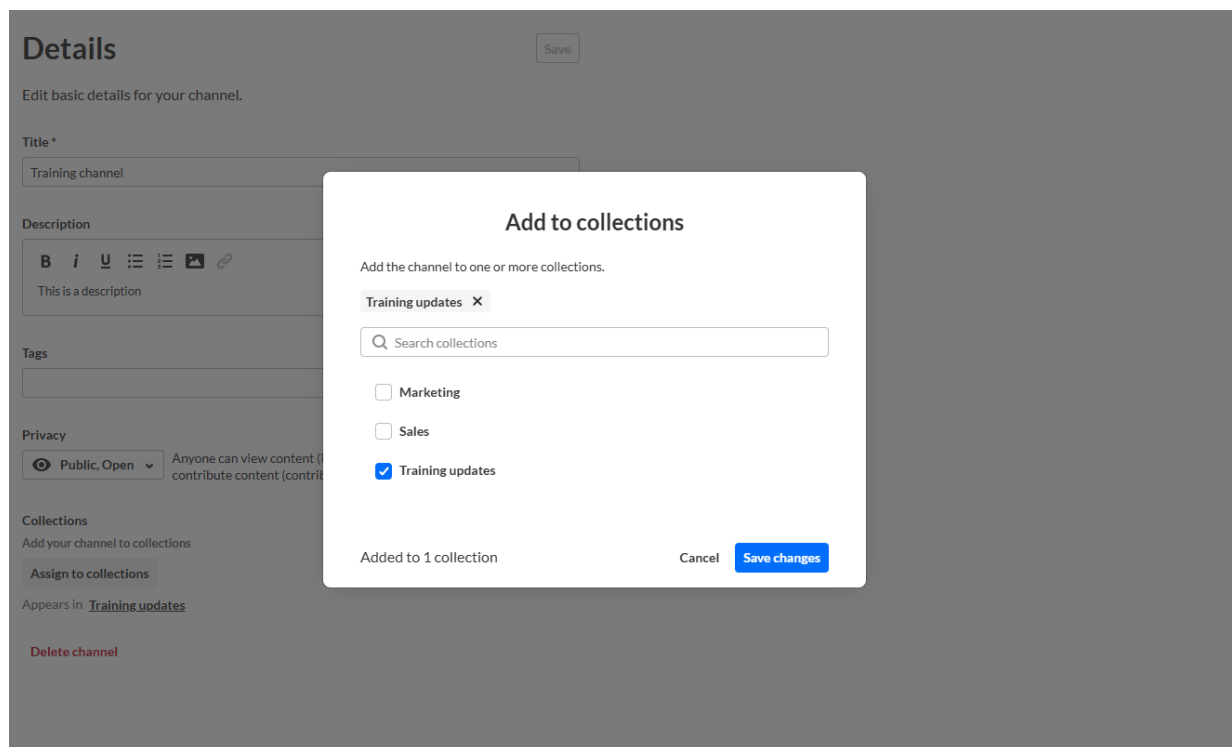 Details
Save
Edit basic details for your channel.
Title *
Training channel
Description
B i U
This is a description
Tags
Privacy
Public, Open
Anyone can view content (
contribute content (contrib
Collections
Add your channel to collections
Assign to collections
Appears in Training updates
Delete channel
Add to collections
Add the channel to one or more collections.
Training updates ✕
Search collections
Marketing
Sales
Training updates
Added to 1 collection
Cancel
Save changes